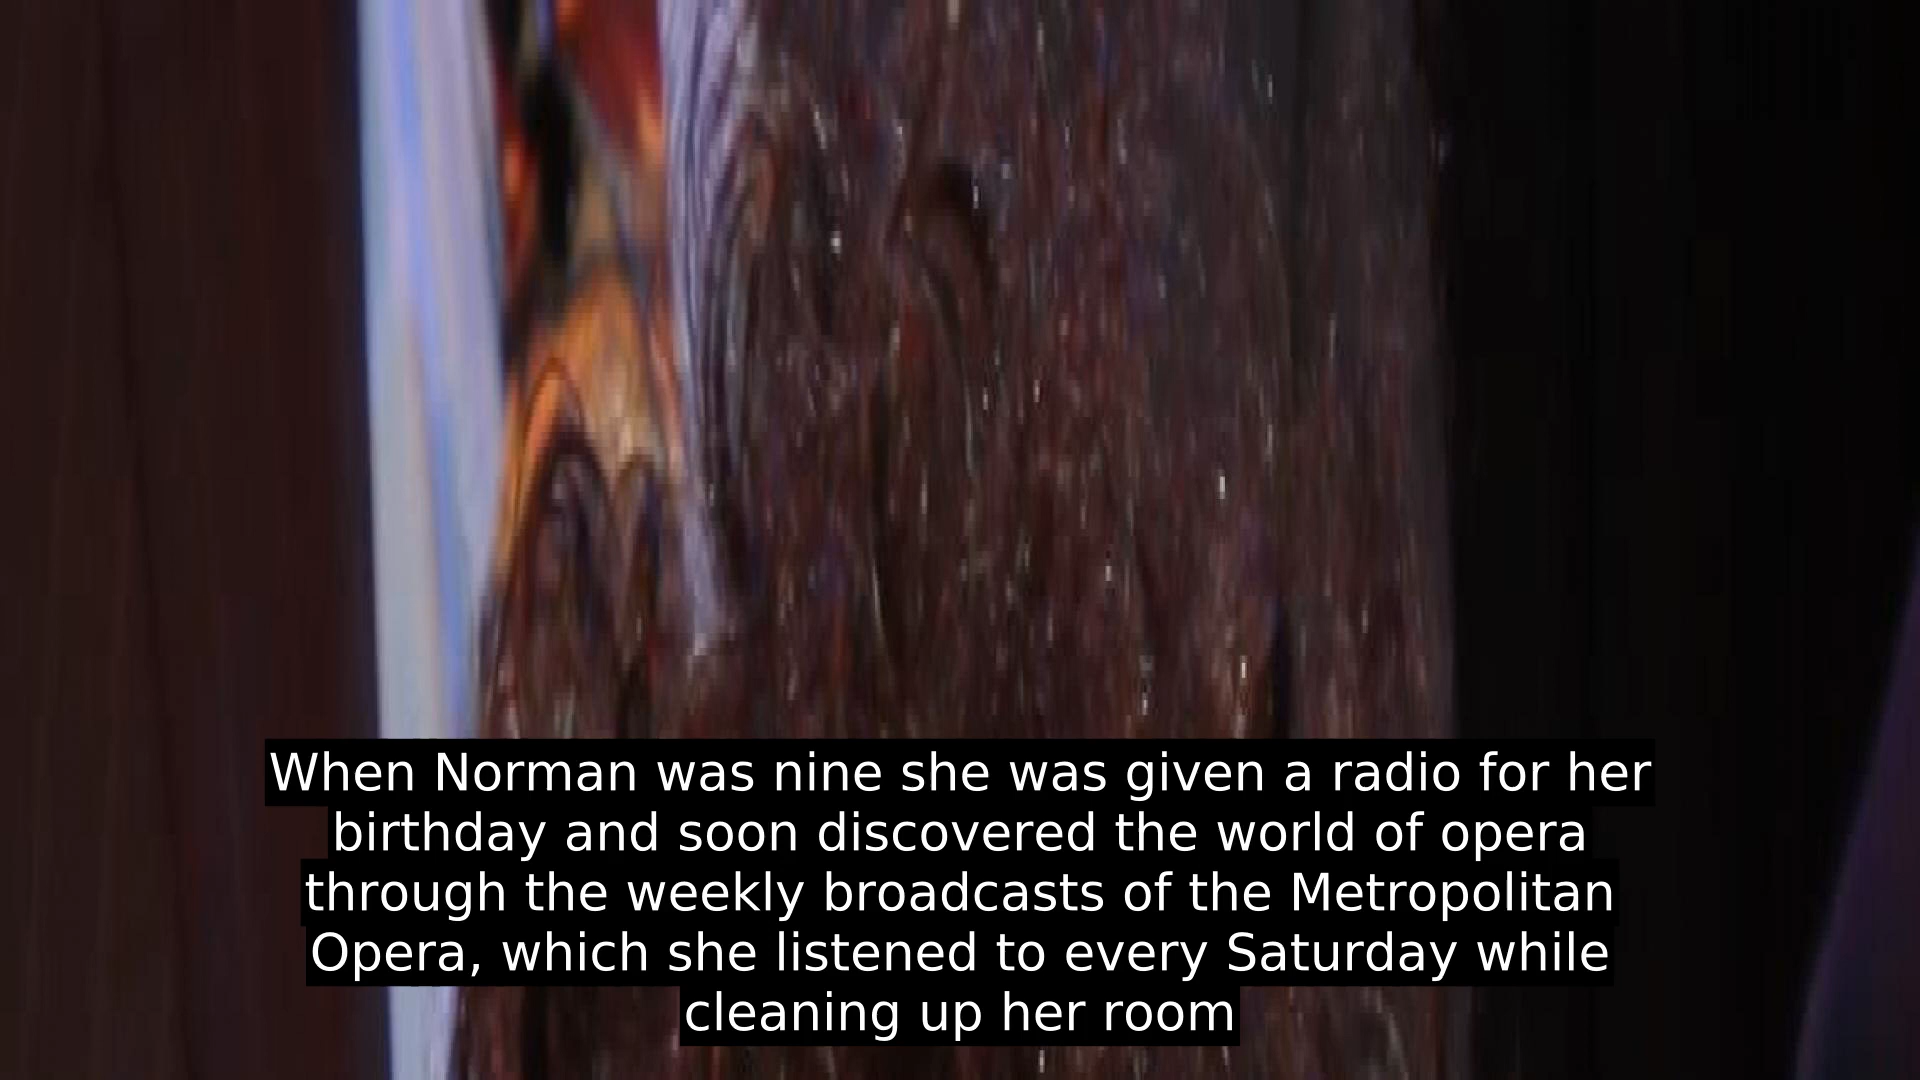 When Norman was nine she was given a radio for her
birthday and soon discovered the world of opera
through the weekly broadcasts of the Metropolitan
Opera, which she listened to every Saturday while
cleaning up her room